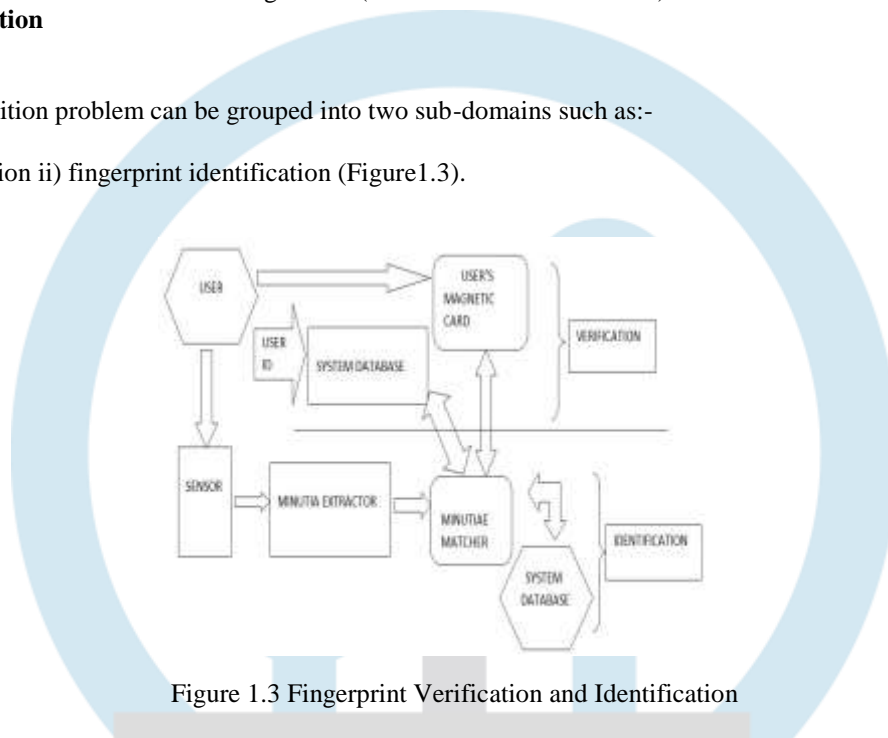 tion
ition problem can be grouped into two sub-domains such as:-
ion ii) fingerprint identification (Figure1.3).
USER
USER'S
MAGNETIC
CARD
USER
ID
SYSTEM DATABASE
VERIFICATION
SENSOR
MINUTIA EXTRACTOR
MINUTIAE
MATCHER
IDENTIFICATION
SYSTEM
DATABASE
Figure 1.3 Fingerprint Verification and Identification